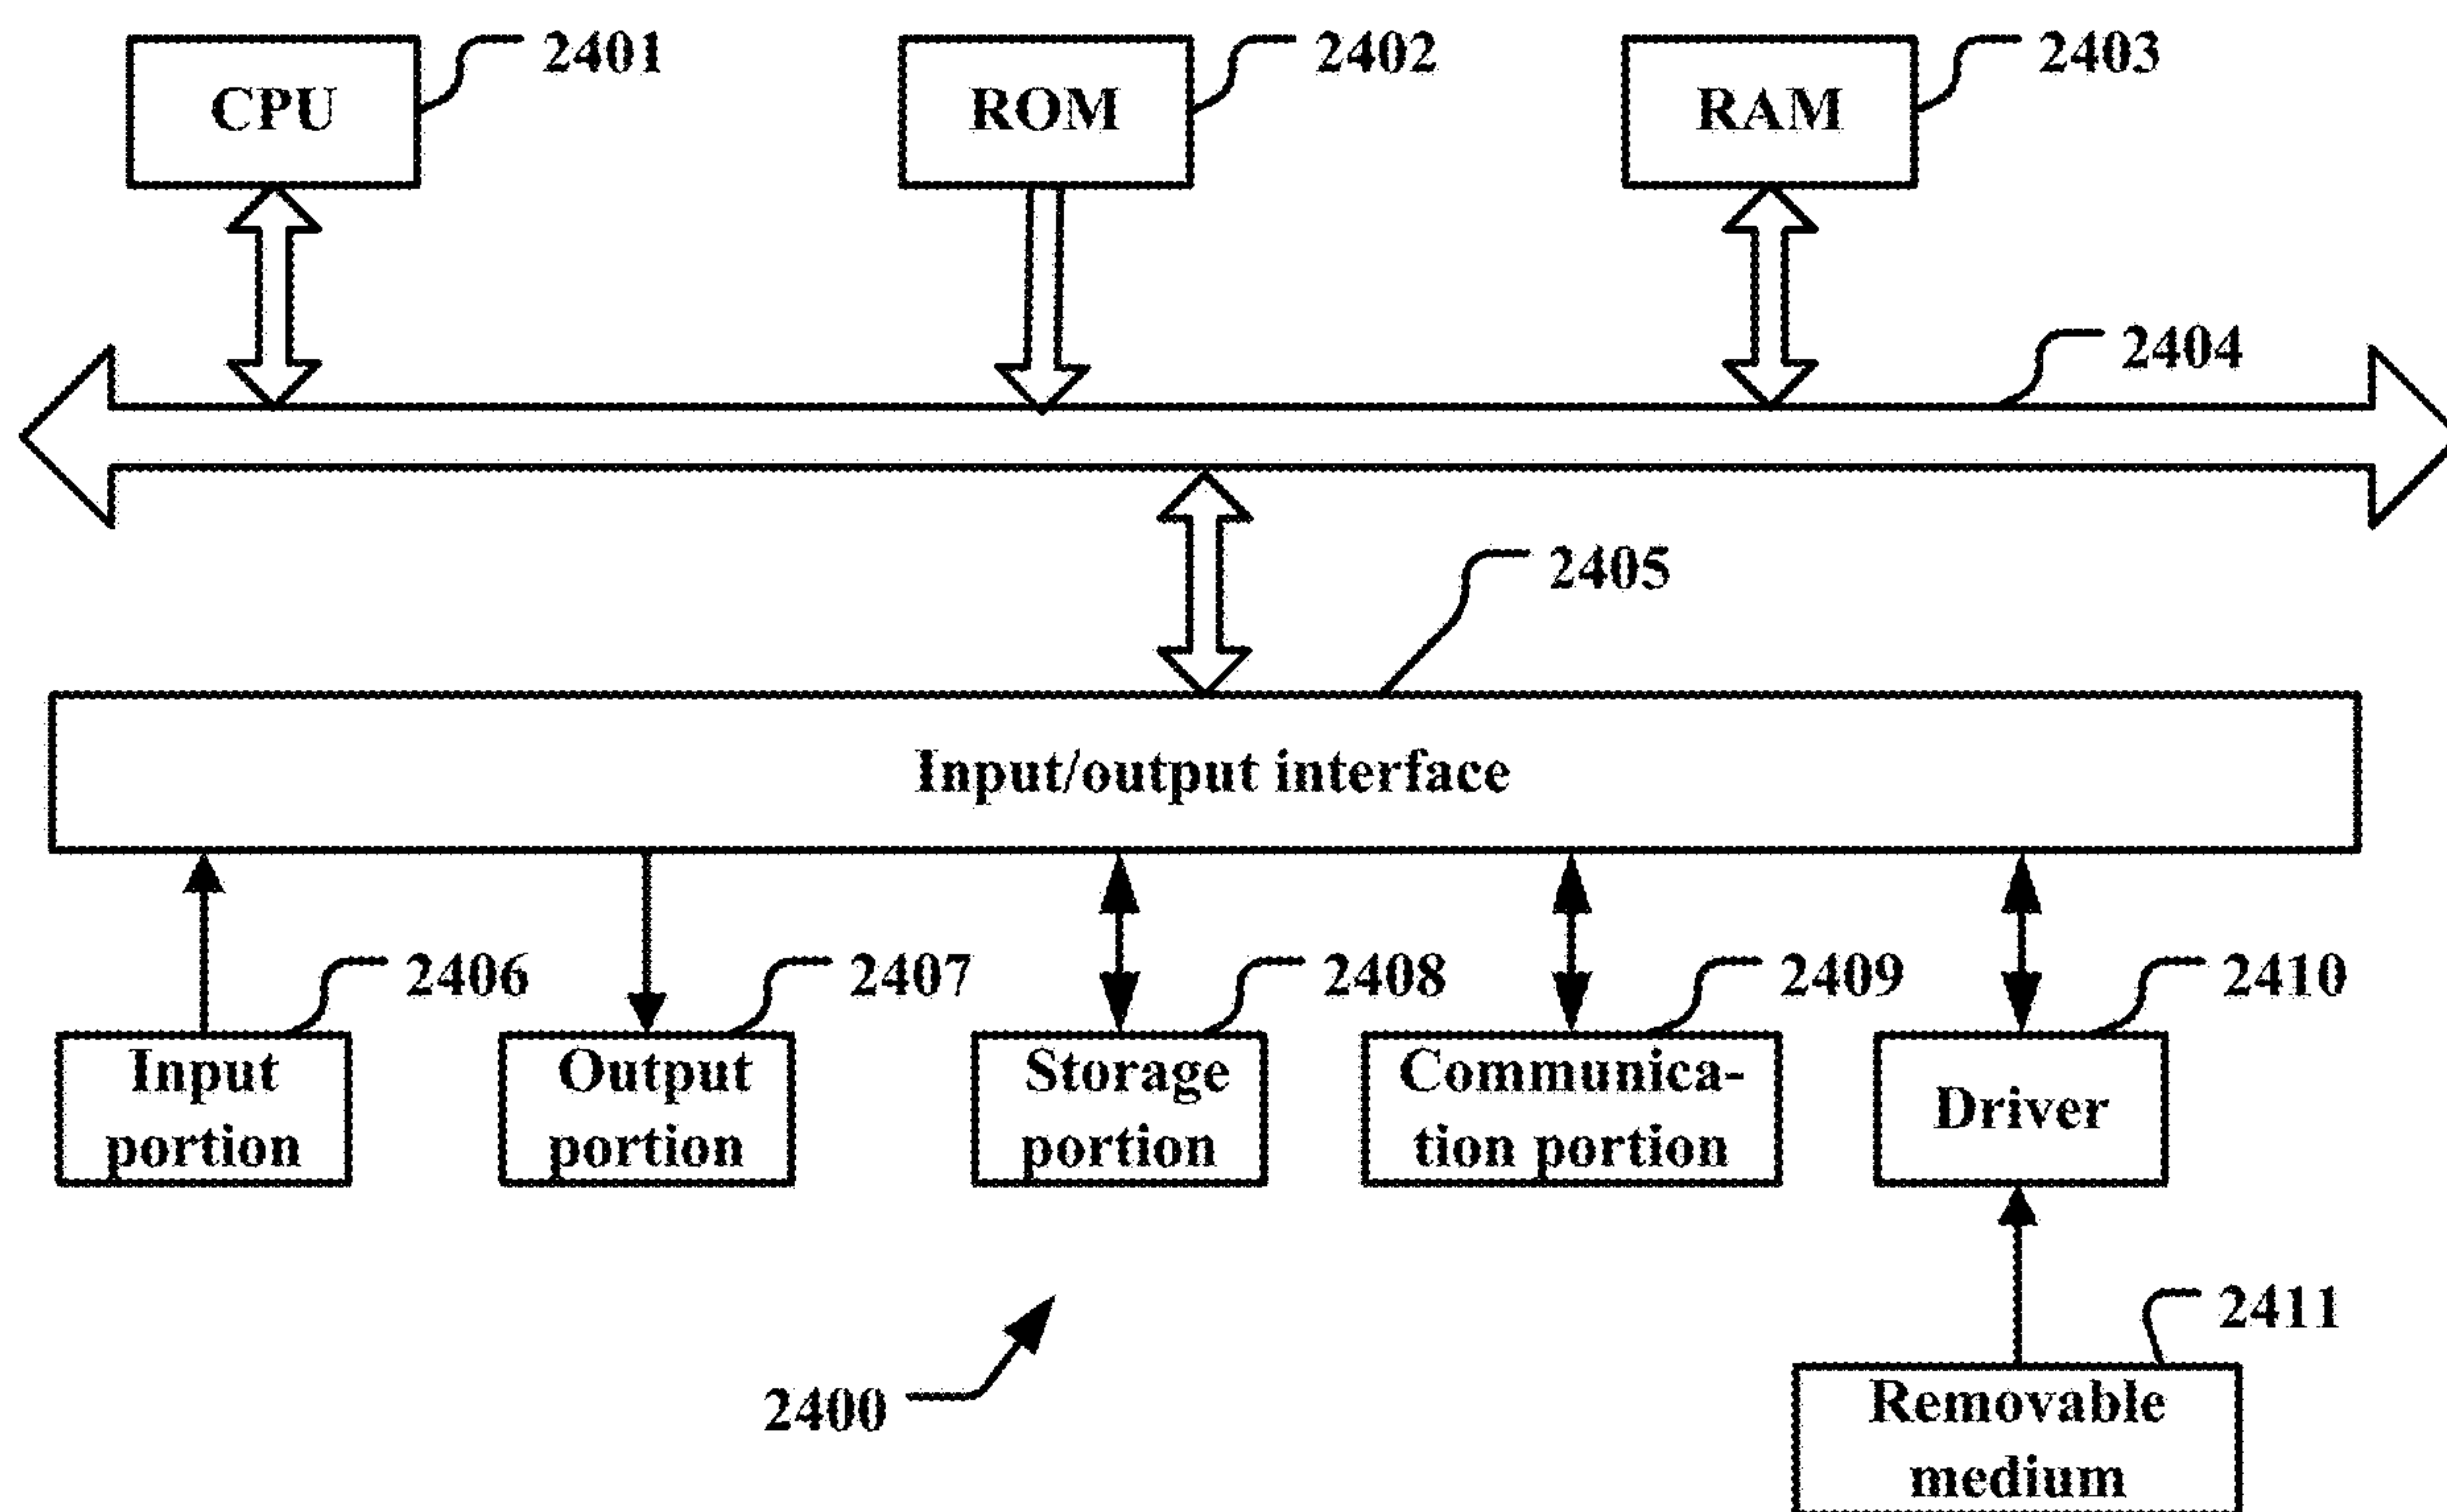 CPU
2401
ROM
2402
RAM
2403
2404
2405
Input/output interface
2406
2407
2408
2409
2410
Input
portion
Output
portion
Storage
portion
Communica-
tion portion
Driver
2411
2400
Removable
medium